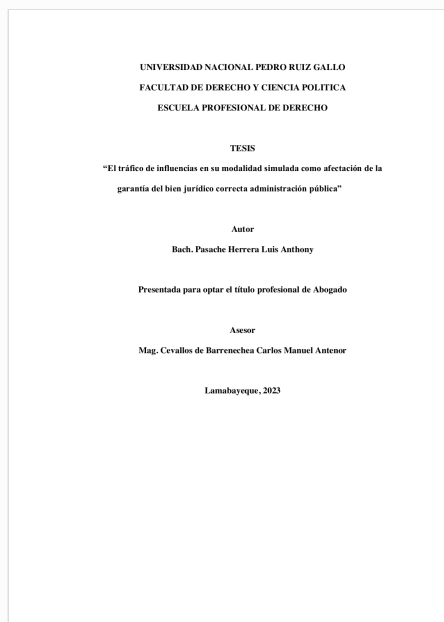 UNIVERSIDAD NACIONAL PEDRO RUIZ GALLO
FACULTAD DE DERECHO Y CIENCIA POLITICA
ESCUELA PROFESIONAL DE DERECHO
TESIS
“El tráfico de influencias en su modalidad simulada como afectación de la
garantía del bien jurídico correcta administración pública”
Autor
Bach. Pasache Herrera Luis Anthony
Presentada para optar el título profesional de Abogado
Asesor
Mag. Cevallos de Barrenechea Carlos Manuel Antenor
Lamabayeque, 2023